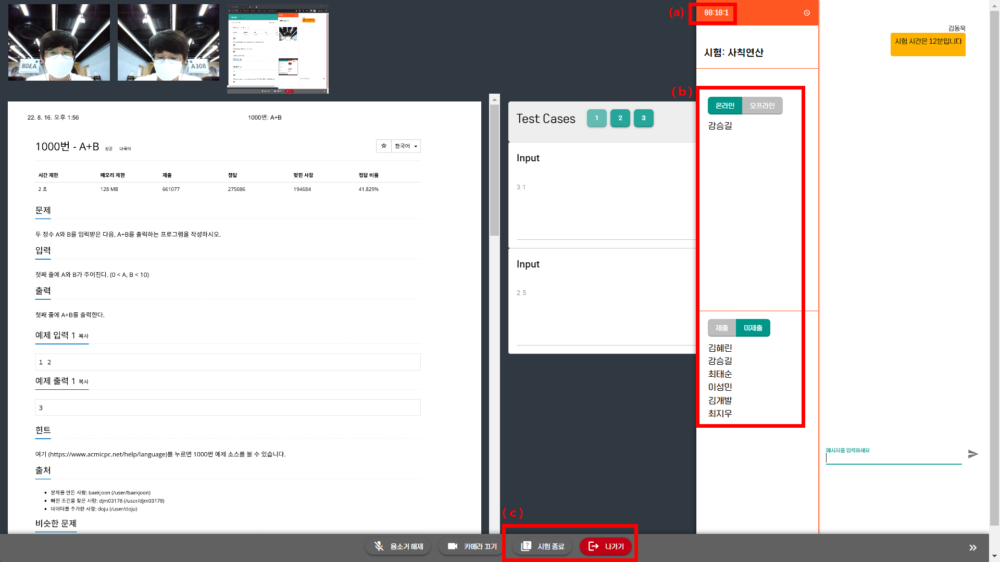 A308
A308
22. 8. 16. 오후 1:56
1000번: A+B
1000번 - A+B 성공 다국어
한국어
시간 제한 메모리 제한 제출 정답 맞힌 사람 정답 비율
2 초 128 MB 661077 275086 194684 41.829%
문제
두 정수 A와 B를 입력받은 다음, A+B를 출력하는 프로그램을 작성하시오.
입력
첫째 줄에 A와 B가 주어진다. (0 < A, B < 10)
출력
첫째 줄에 A+B를 출력한다.
예제 입력 1 복사
1 2
예제 출력 1 복사
3
힌트
여기 (https://www.acmicpc.net/help/language)를 누르면 1000번 예제 소스를 볼 수 있습니다.
출처
• 문제를 만든 사람: baekjoon (/user/baekjoon)
• 빠진 조건을 찾은 사람: djm03178 (/user/djm03178)
• 데이터를 추가한 사람: doju (/user/doju)
비슷한 문제
Test Cases 1 2 3
Input
3 1
Input
2 5
(a)
00:10:1
시험: 사칙연산
(b)
온라인 오프라인
강승길
제출 미제출
김혜린
강승길
최태순
이성민
김개발
최지우
김동욱
시험 시간은 12분입니다
메시지를 입력하세요
(c)
음소거 해제 카메라 끄기 시험 종료 나가기